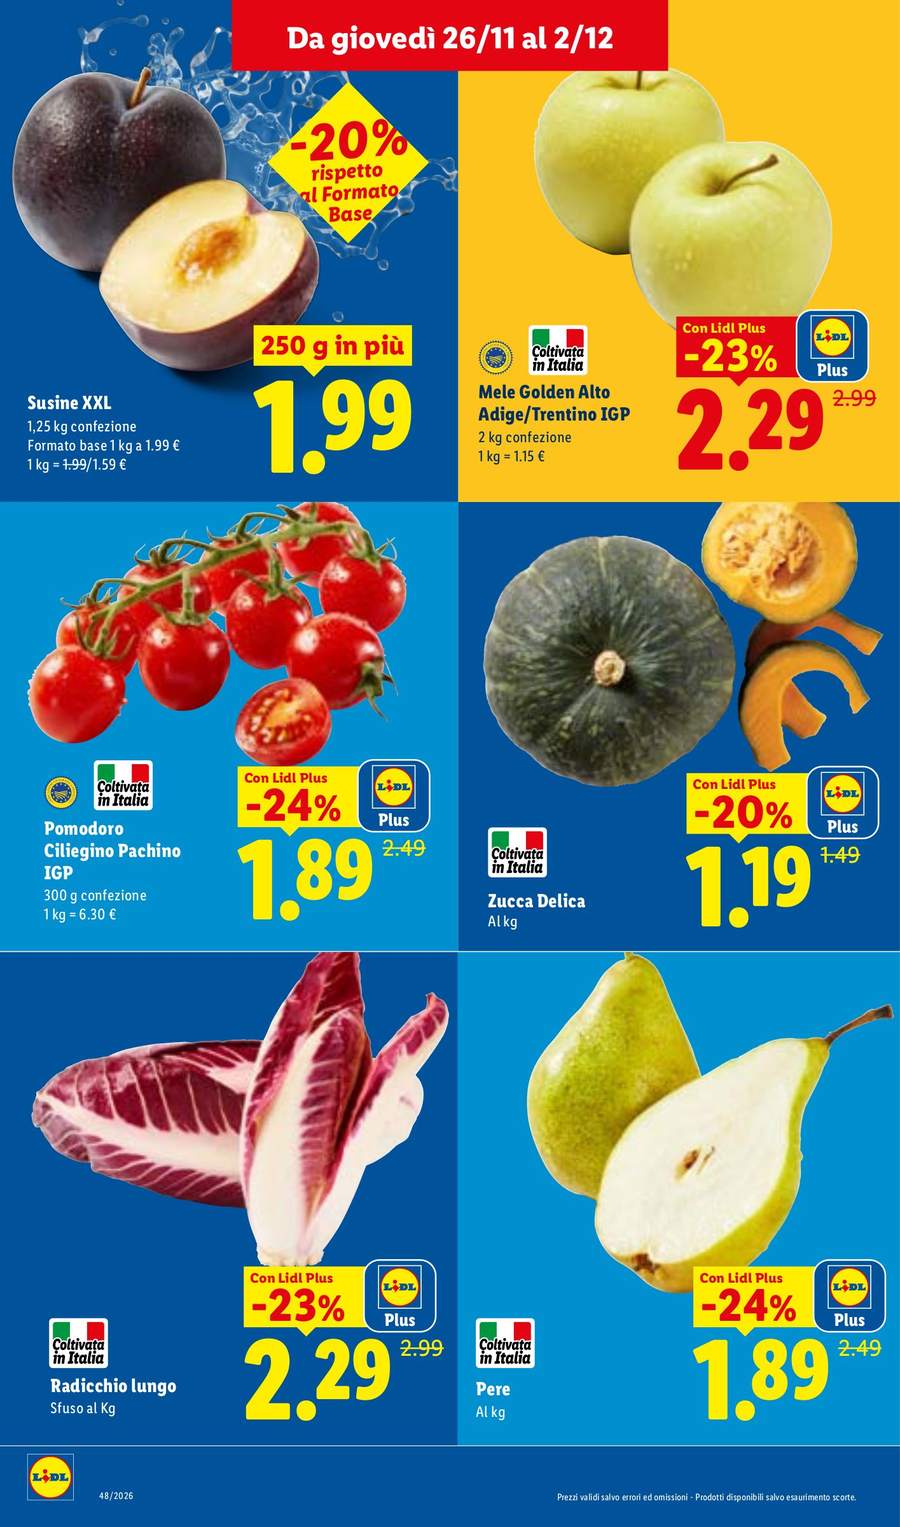 Da giovedì 26/11 al 2/12
-20%
rispetto
al Formato
Base
250 g in più
1.99
Susine XXL
1,25 kg confezione
Formato base 1 kg a 1.99 €
1 kg = 1.99/1.59 €
Coltivata
in Italia
Con Lidl Plus
-23%
LIDL
Plus
2.99
2.29
Mele Golden Alto
Adige/Trentino IGP
2 kg confezione
1 kg = 1.15 €
Coltivata
in Italia
Con Lidl Plus
-24%
LIDL
Plus
2.49
1.89
Pomodoro
Ciliegino Pachino
IGP
300 g confezione
1 kg = 6.30 €
Con Lidl Plus
-20%
LIDL
Plus
1.49
1.19
Coltivata
in Italia
Zucca Delica
Al kg
Con Lidl Plus
-23%
LIDL
Plus
2.99
2.29
Coltivata
in Italia
Radicchio lungo
Sfuso al Kg
Con Lidl Plus
-24%
LIDL
Plus
2.49
1.89
Coltivata
in Italia
Pere
Al kg
LIDL
48/2026
Prezzi validi salvo errori ed omissioni - Prodotti disponibili salvo esaurimento scorte.